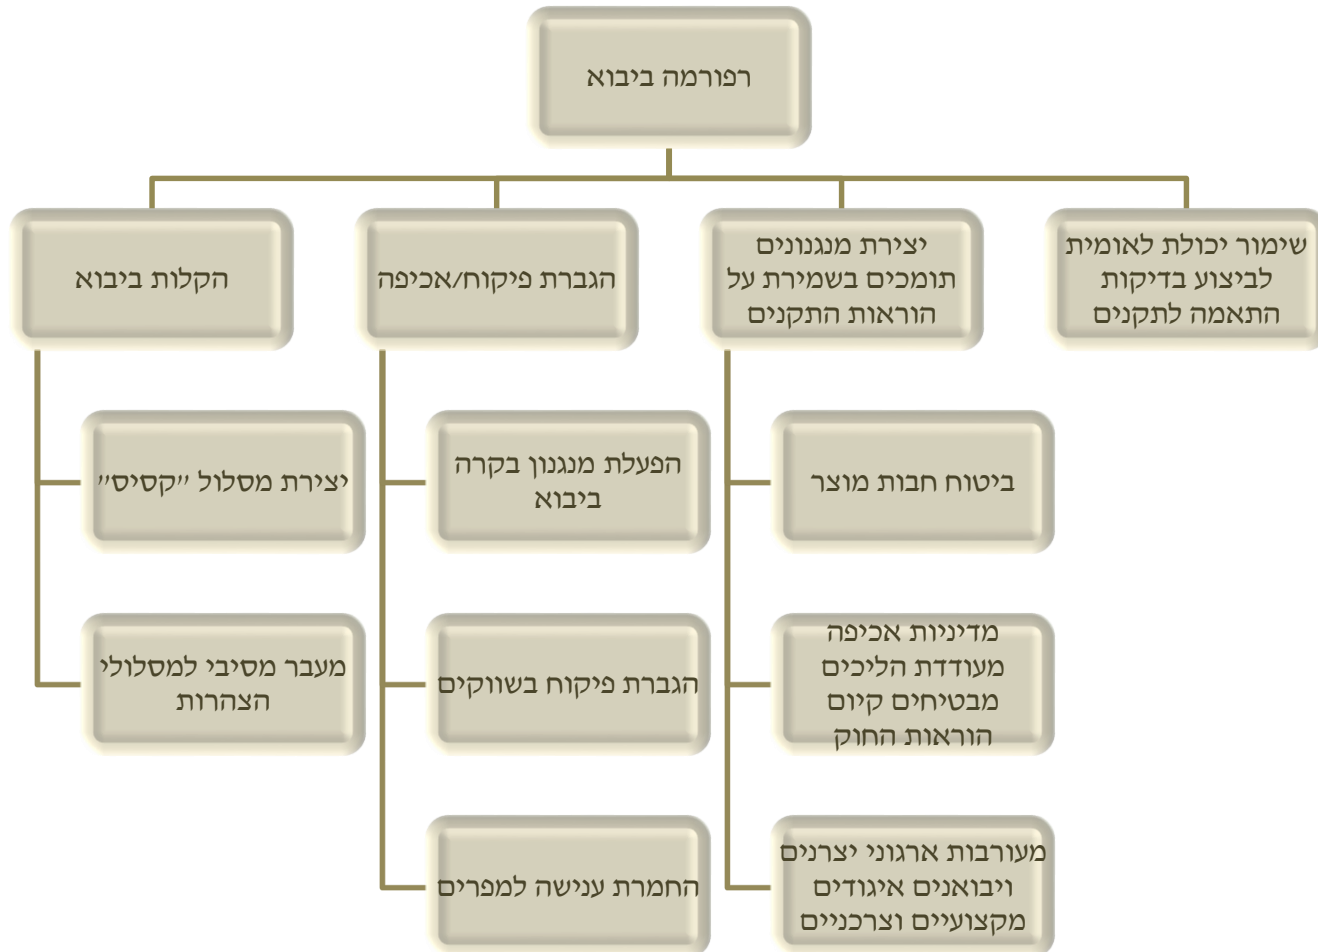 רפורמה ביבוא
שימור יכולת לאומית
לביצוע בדיקות
התאמה לתקנים
יצירת מנגנונים
תומכים בשמירת על
הוראות התקנים
הגברת פיקוח/אכיפה
הקלות ביבוא
ביטוח חבות מוצר
מדיניות אכיפה
מעודדת הליכים
מבטיחים קיום
הוראות החוק
מעורבות ארגוני יצרנים
ויבואנים איגודים
מקצועיים וצרכניים
הפעלת מנגנון בקרה
ביבוא
הגברת פיקוח בשווקים
החמרת ענישה למפרים
יצירת מסלול "קסיס"
מעבר מסיבי למסלולי
הצהרות